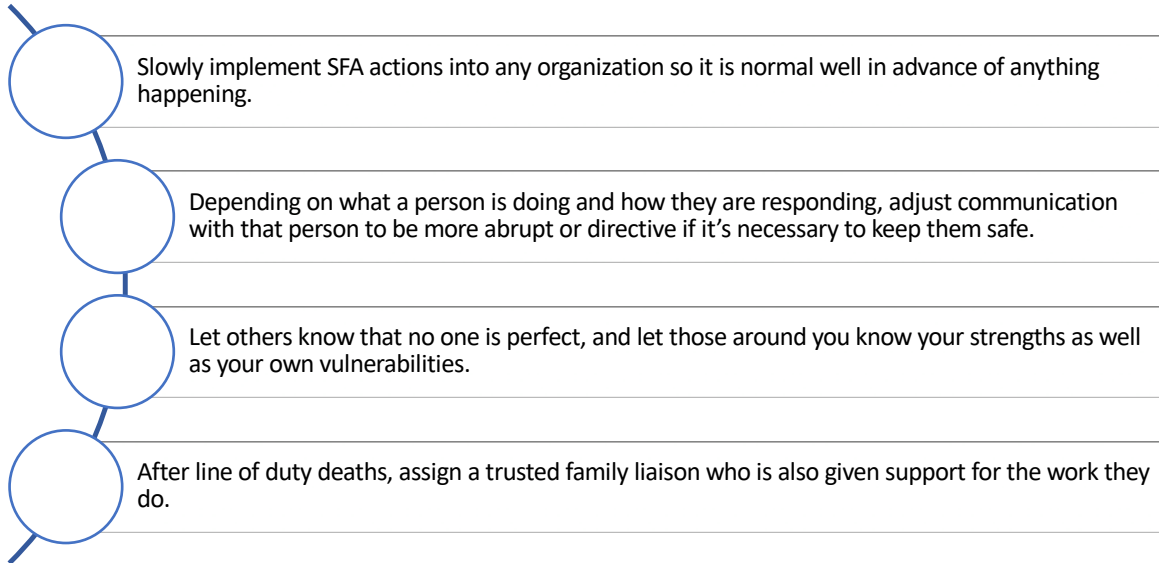 Slowly implement SFA actions into any organization so it is normal well in advance of anything
happening.
Depending on what a person is doing and how they are responding, adjust communication
with that person to be more abrupt or directive if it’s necessary to keep them safe.
Let others know that no one is perfect, and let those around you know your strengths as well
as your own vulnerabilities.
After line of duty deaths, assign a trusted family liaison who is also given support for the work they
do.